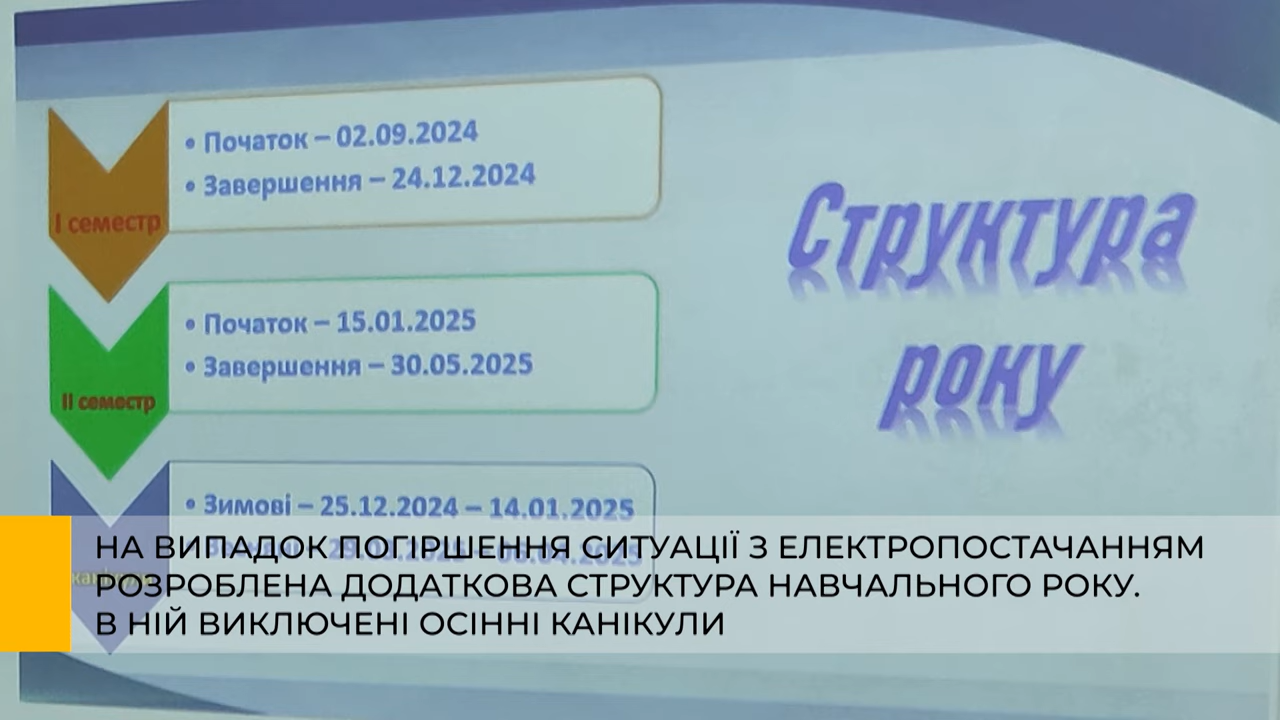 Структура
року
І семестр
• Початок – 02.09.2024
• Завершення – 24.12.2024
ІІ семестр
• Початок – 15.01.2025
• Завершення – 30.05.2025
• Зимові – 25.12.2024 – 14.01.2025
НА ВИПАДОК ПОГІРШЕННЯ СИТУАЦІЇ З ЕЛЕКТРОПОСТАЧАННЯМ
РОЗРОБЛЕНА ДОДАТКОВА СТРУКТУРА НАВЧАЛЬНОГО РОКУ.
В НІЙ ВИКЛЮЧЕНІ ОСІННІ КАНІКУЛИ